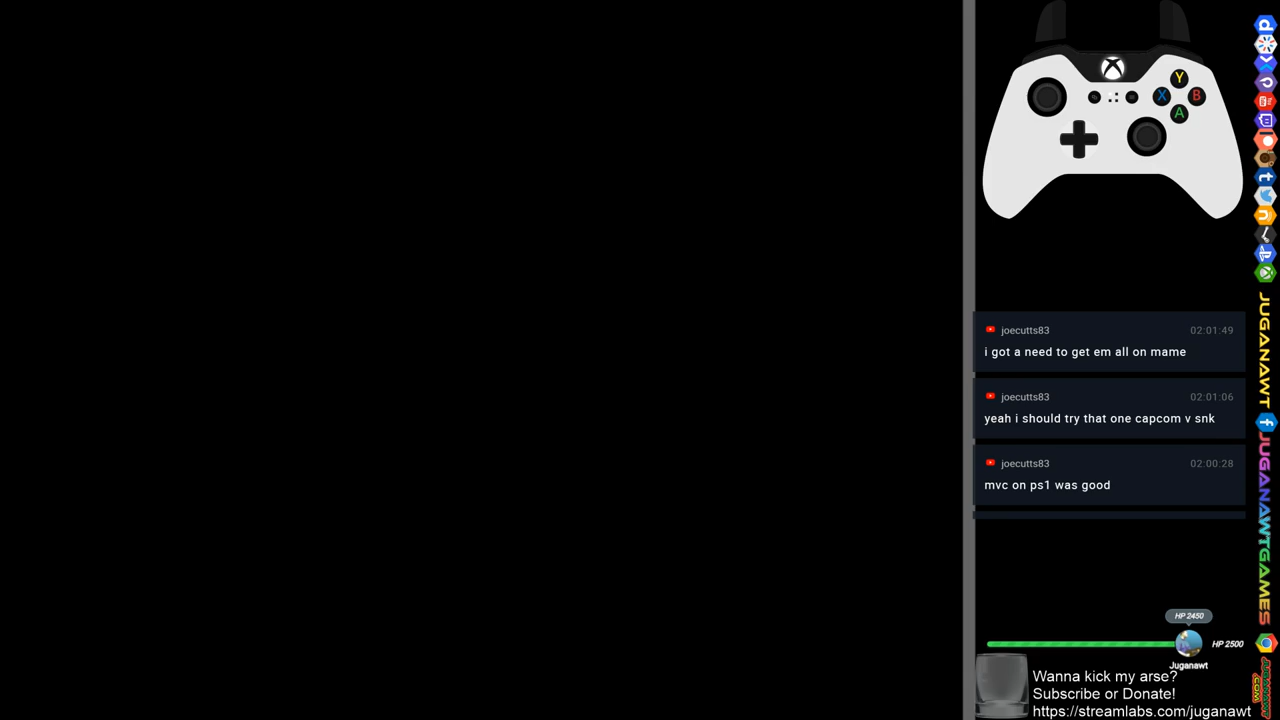 Y
X
B
A
joecutts83 02:01:49
i got a need to get em all on mame
joecutts83 02:01:06
yeah i should try that one capcom v snk
joecutts83 02:00:28
mvc on ps1 was good
HP 2450
HP 2500
Juganawt
Wanna kick my arse?
Subscribe or Donate!
https://streamlabs.com/juganawt
JUGANAWT
JUGANAWTGAMES
JUGANAWT
.COM